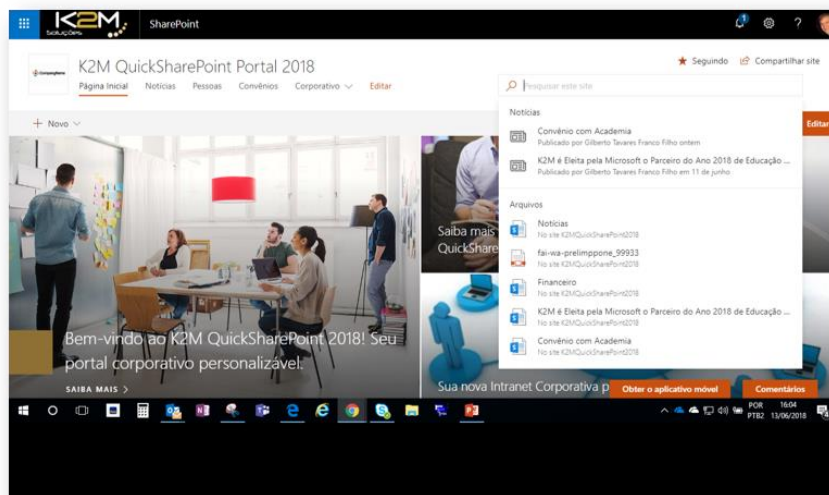 K2M
Soluções
SharePoint
1
?
K2M QuickSharePoint Portal 2018
Página Inicial
Notícias
Pessoas
Convênios
Corporativo
Editar
Seguindo
Compartilhar site
Pesquisar este site
Novo
Editar
Notícias
Convênio com Academia
Publicado por Gilberto Tavares Franco Filho ontem
K2M é Eleita pela Microsoft o Parceiro do Ano 2018 de Educação ...
Publicado por Gilberto Tavares Franco Filho em 11 de junho
Arquivos
Notícias
No site K2MQuickSharePoint2018
fai-wa-prelimppone_99933
No site K2MQuickSharePoint2018
Financeiro
No site K2MQuickSharePoint2018
K2M é Eleita pela Microsoft o Parceiro do Ano 2018 de Educação ...
No site K2MQuickSharePoint2018
Convênio com Academia
No site K2MQuickSharePoint2018
Saiba mais
QuickShare
Bem-vindo ao K2M QuickSharePoint 2018! Seu
portal corporativo personalizável.
SAIBA MAIS
Sua nova Intranet Corporativa p
Obter o aplicativo móvel
Comentários
POR
PTB2
16:04
13/06/2018